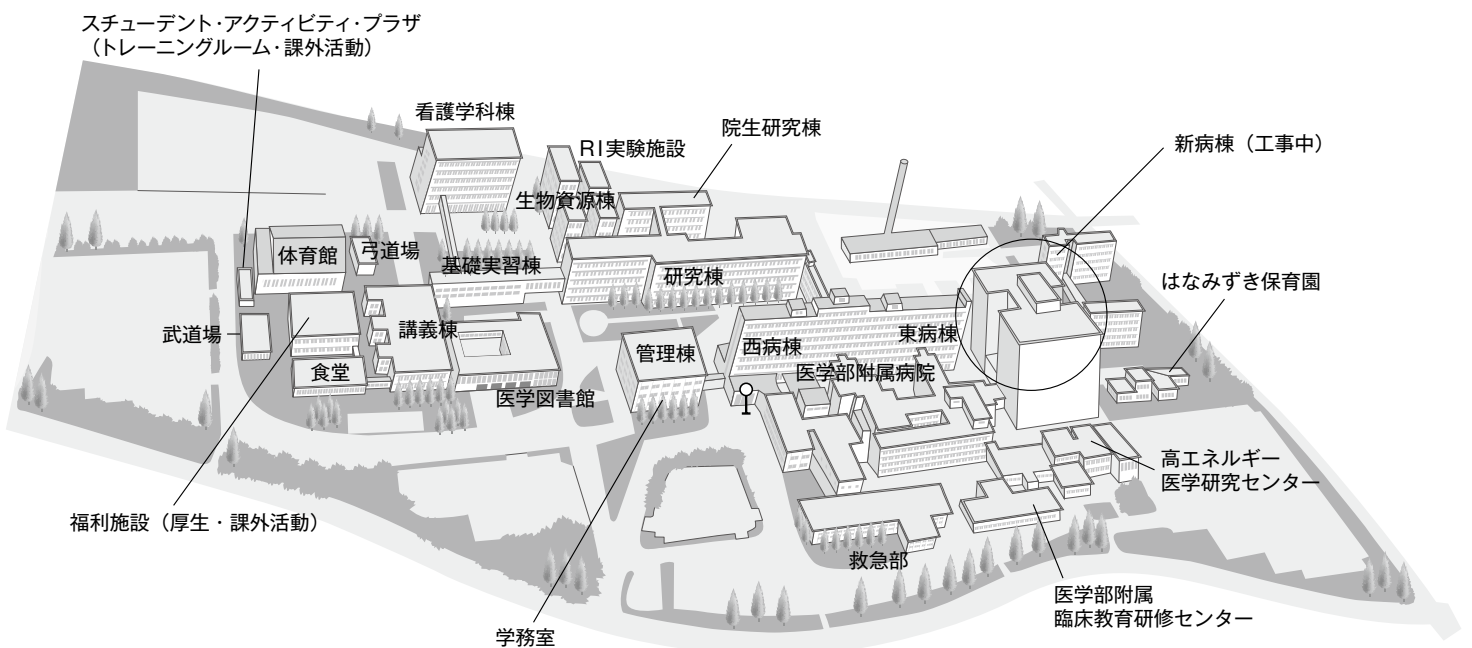 スチューデント・アクティビティ・プラザ
（トレーニングルーム・課外活動）
看護学科棟
RI実験施設
院生研究棟
新病棟（工事中）
生物資源棟
体育館
弓道場
基礎実習棟
研究棟
はなみずき保育園
武道場
講義棟
管理棟
西病棟
東病棟
食堂
医学部附属病院
医学図書館
高エネルギー
医学研究センター
福利施設（厚生・課外活動）
救急部
医学部附属
臨床教育研修センター
学務室